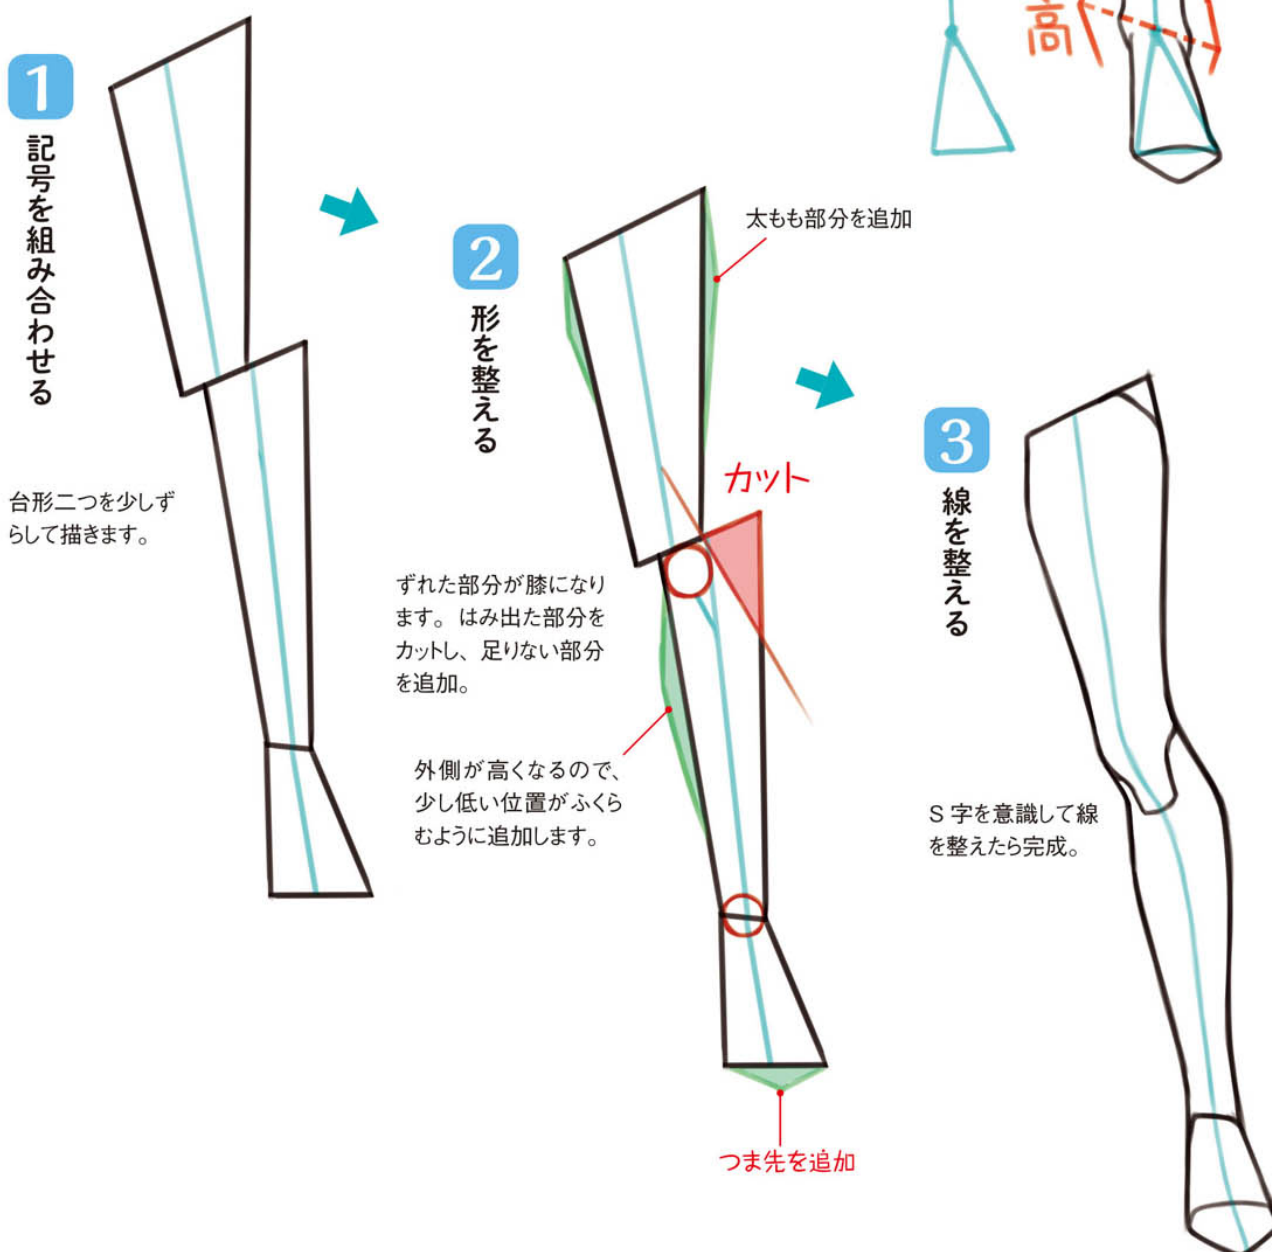 高
1
記号を組み合わせる
台形二つを少しず
らして描きます。
2
形を整える
太もも部分を追加
カット
ずれた部分が膝になり
ます。はみ出た部分を
カットし、足りない部分
を追加。
外側が高くなるので、
少し低い位置がふくら
むように追加します。
つま先を追加
3
線を整える
S 字を意識して線
を整えたら完成。